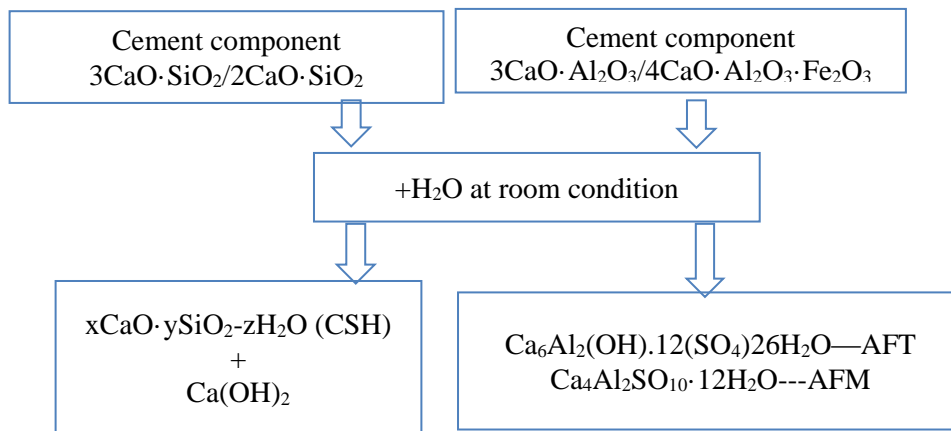 Cement component
3CaO·SiO₂/2CaO·SiO₂
Cement component
3CaO·Al₂O₃/4CaO·Al₂O₃·Fe₂O₃
+H₂O at room condition
xCaO·ySiO₂-zH₂O (CSH)
+
Ca(OH)₂
Ca₆Al₂(OH).12(SO₄)26H₂O—AFT
Ca₄Al₂SO₁₀·12H₂O---AFM